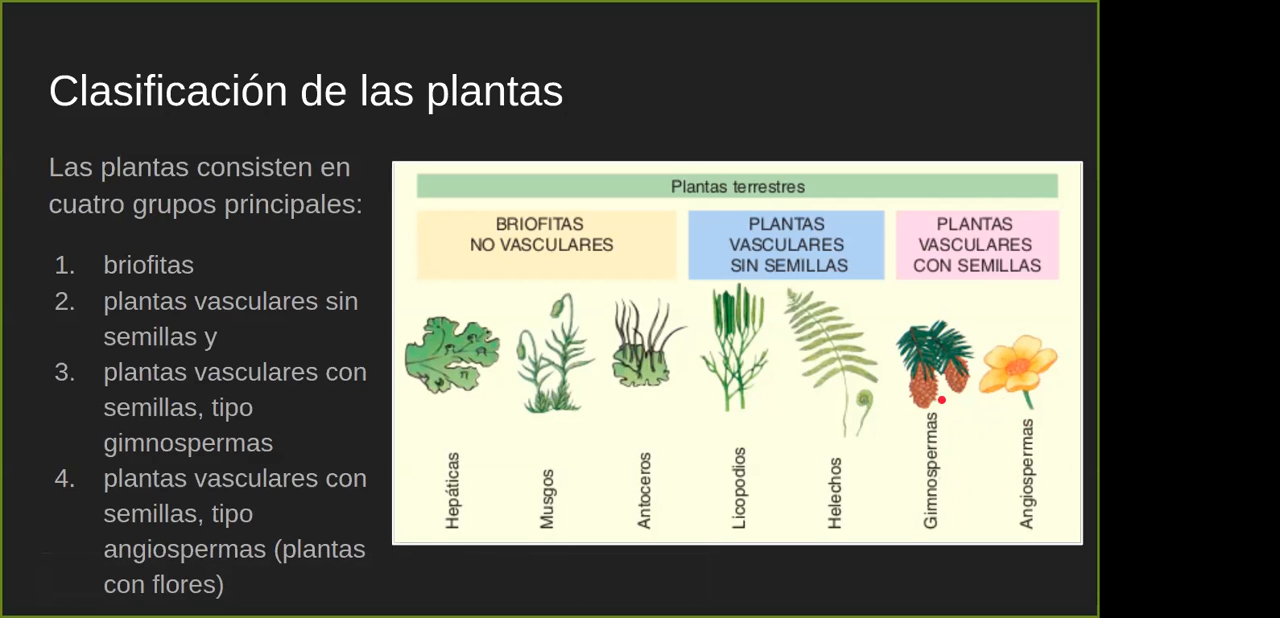 Clasificación de las plantas
Las plantas consisten en
cuatro grupos principales:
1. briofitas
2. plantas vasculares sin
semillas y
3. plantas vasculares con
semillas, tipo
gimnospermas
4. plantas vasculares con
semillas, tipo
angiospermas (plantas
con flores)
Plantas terrestres
BRIOFITAS
NO VASCULARES
PLANTAS
VASCULARES
SIN SEMILLAS
PLANTAS
VASCULARES
CON SEMILLAS
Hepáticas
Musgos
Antoceros
Licopodios
Helechos
Gimnospermas
Angiospermas